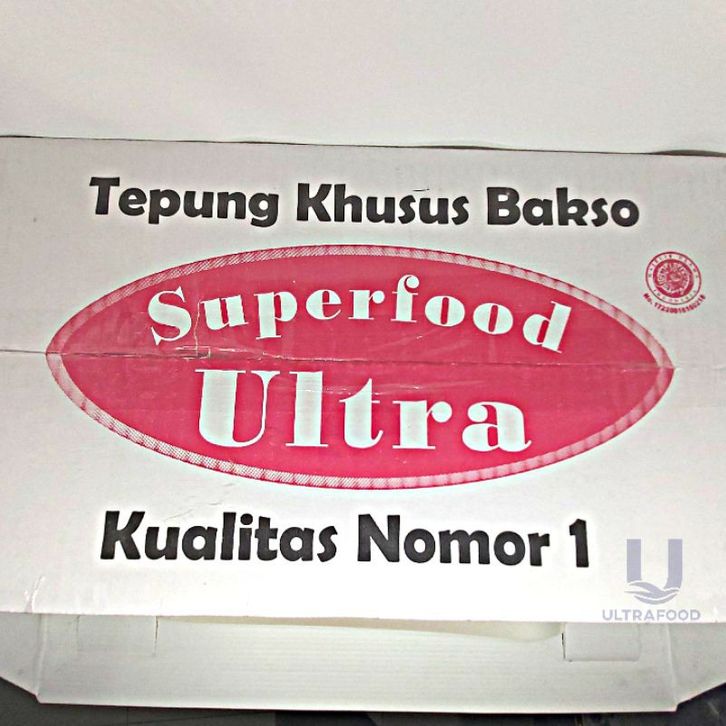 Tepung Khusus Bakso
Superfood
Ultra
Kualitas Nomor 1
ULTRAFOOD